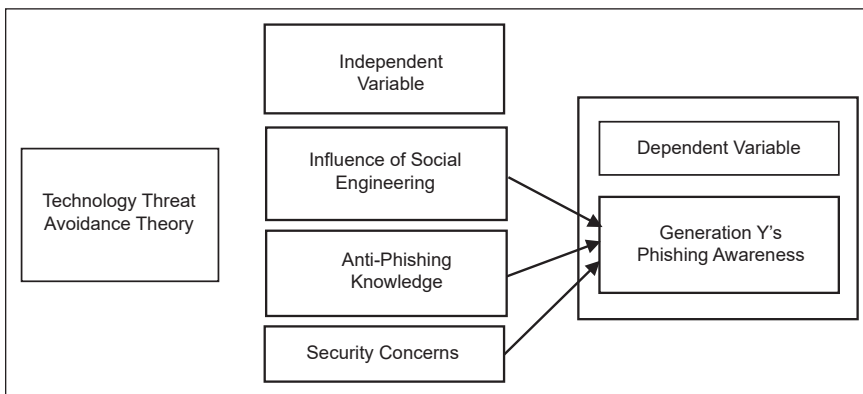 Technology Threat
Avoidance Theory
Independent
Variable
Influence of Social
Engineering
Anti-Phishing
Knowledge
Security Concerns
Dependent Variable
Generation Y's
Phishing Awareness